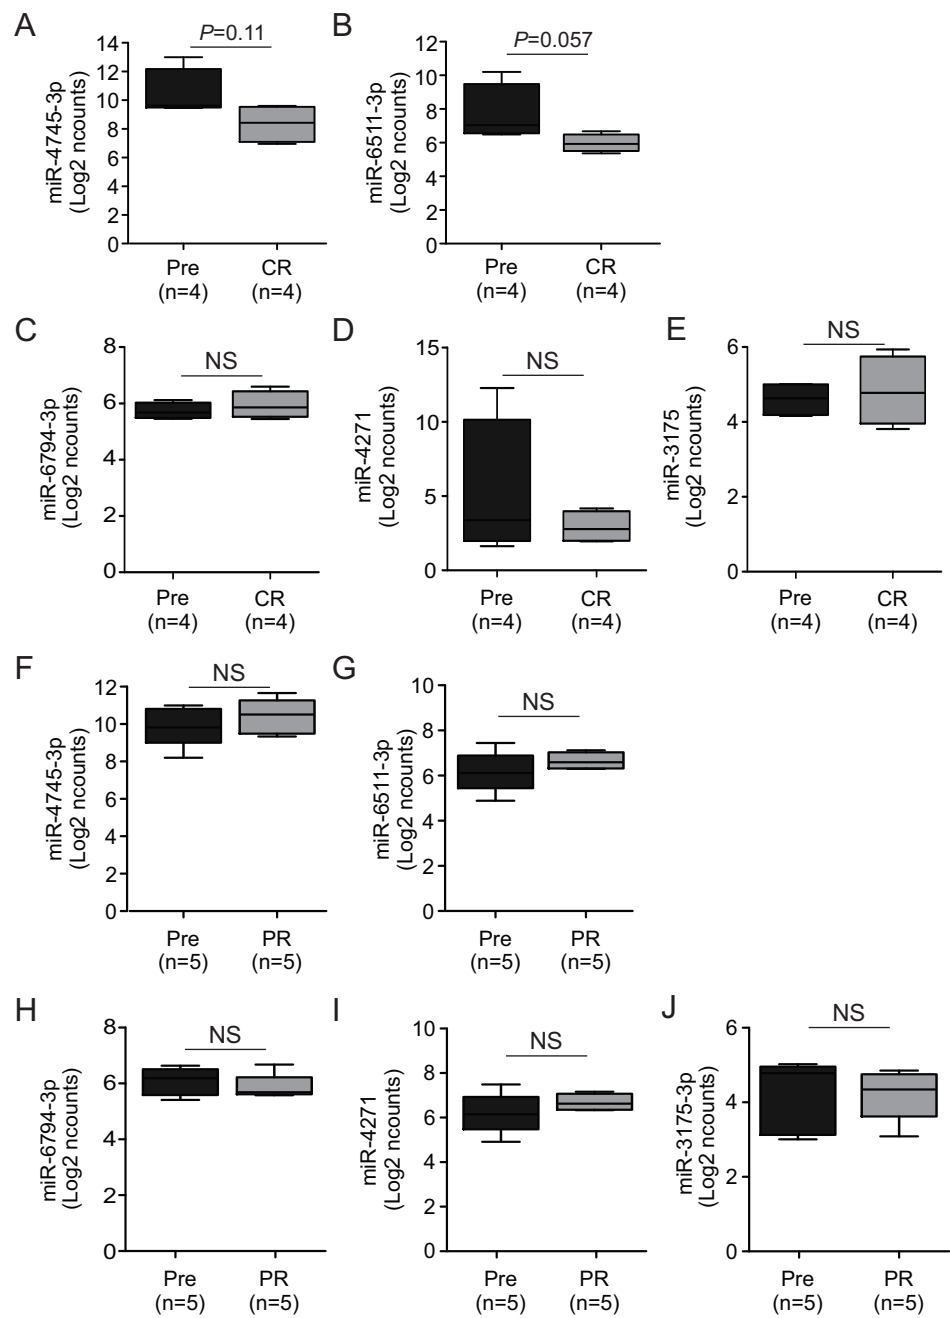 A
P=0.11
miR-4745-3p
(Log2 ncounts)
14
12
10
8
6
4
2
0
Pre
(n=4)
CR
(n=4)
B
P=0.057
miR-6511-3p
(Log2 ncounts)
12
10
8
6
4
2
0
Pre
(n=4)
CR
(n=4)
C
NS
miR-6794-3p
(Log2 ncounts)
8
6
4
2
0
Pre
(n=4)
CR
(n=4)
D
NS
miR-4271
(Log2 ncounts)
15
10
5
0
Pre
(n=4)
CR
(n=4)
E
NS
miR-3175
(Log2 ncounts)
6
4
2
0
Pre
(n=4)
CR
(n=4)
F
NS
miR-4745-3p
(Log2 ncounts)
12
10
8
6
4
2
0
Pre
(n=5)
PR
(n=5)
G
NS
miR-6511-3p
(Log2 ncounts)
10
8
6
4
2
0
Pre
(n=5)
PR
(n=5)
H
NS
miR-6794-3p
(Log2 ncounts)
8
6
4
2
0
Pre
(n=5)
PR
(n=5)
I
NS
miR-4271
(Log2 ncounts)
10
8
6
4
2
0
Pre
(n=5)
PR
(n=5)
J
NS
miR-3175-3p
(Log2 ncounts)
6
4
2
0
Pre
(n=5)
PR
(n=5)